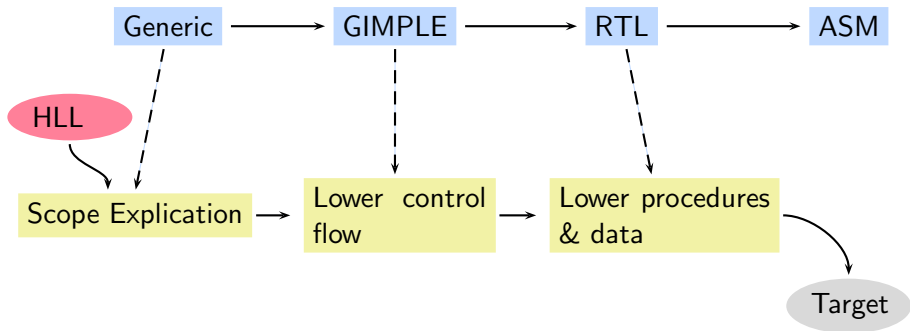 Generic
GIMPLE
RTL
ASM
HLL
Scope Explication
Lower control
flow
Lower procedures
& data
Target